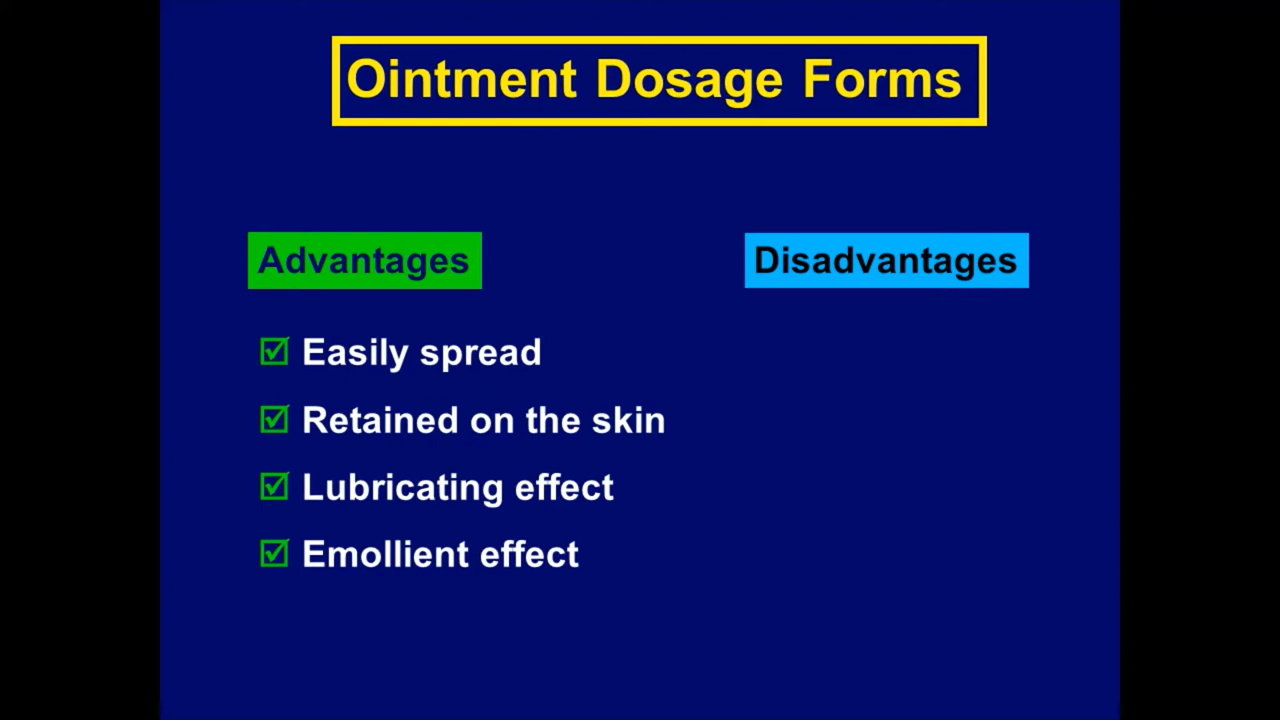 Ointment Dosage Forms
Advantages
Disadvantages
Easily spread
Retained on the skin
Lubricating effect
Emollient effect